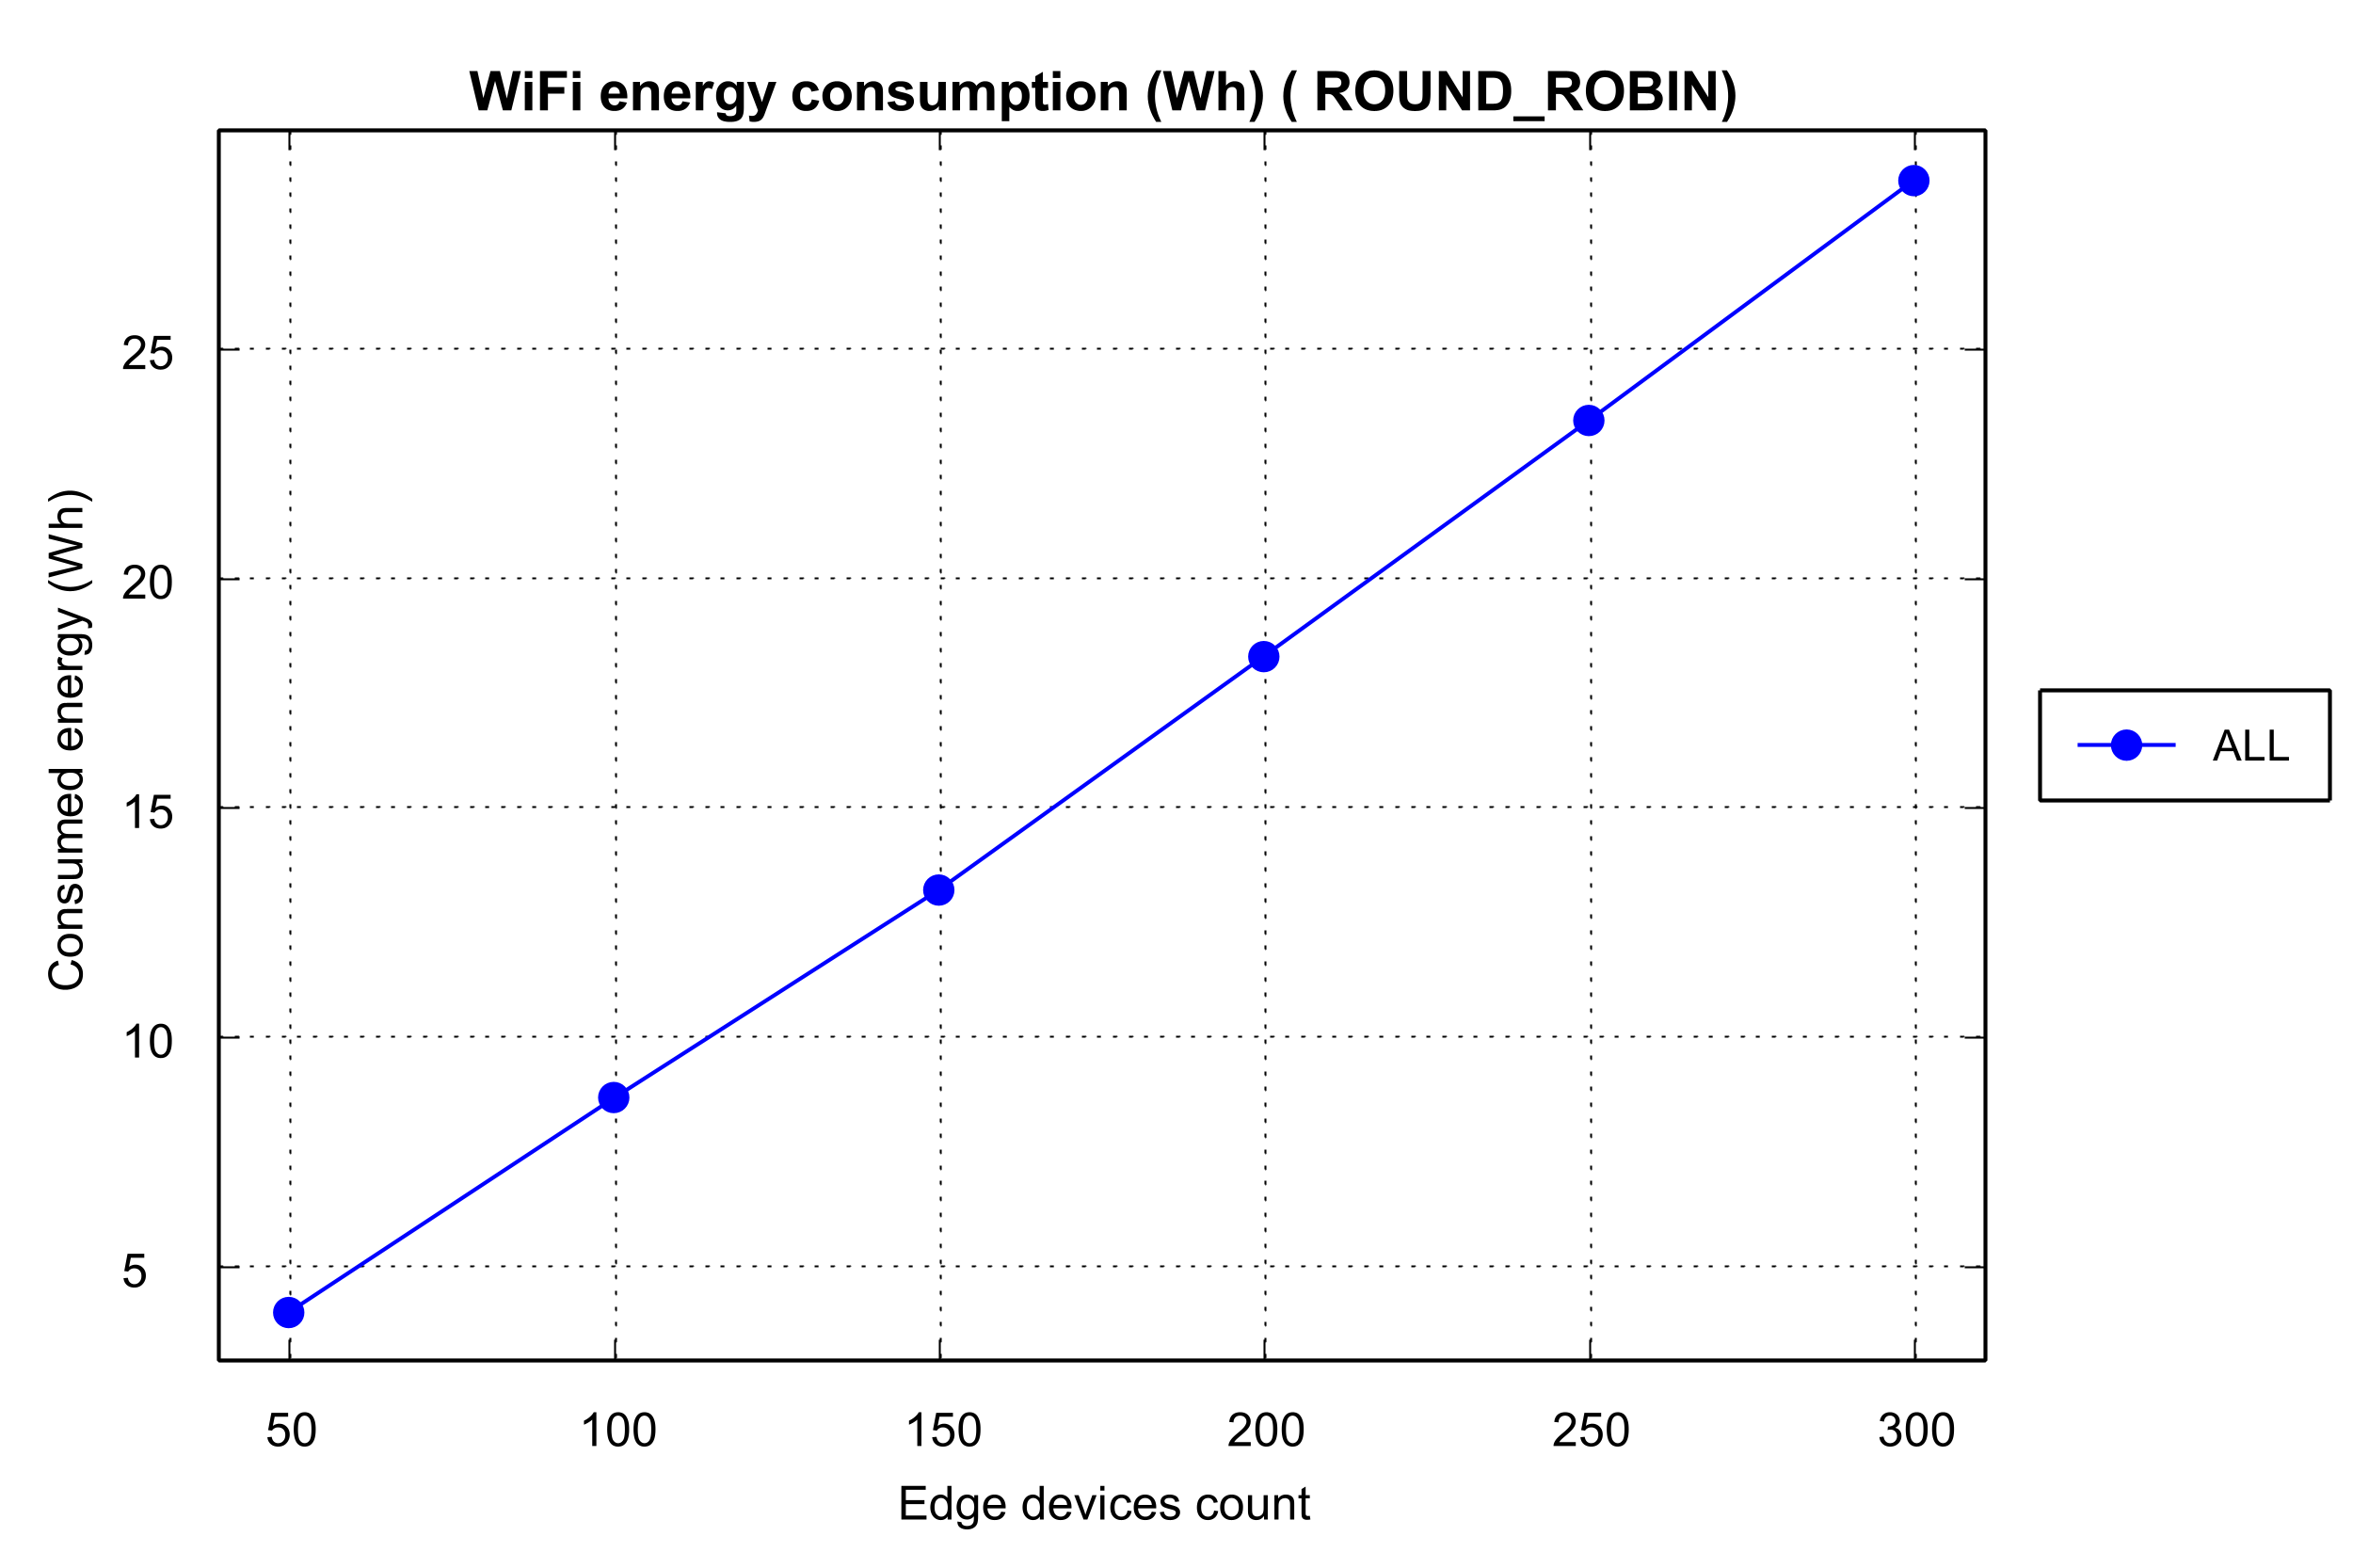 WiFi energy consumption (Wh) ( ROUND_ROBIN)
Consumed energy (Wh)
25
20
15
10
5
ALL
50 100 150 200 250 300
Edge devices count